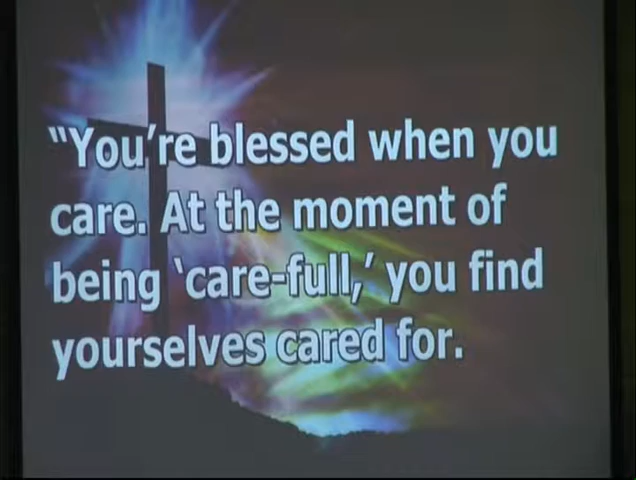 “You’re blessed when you
care. At the moment of
being ‘care-full,’ you find
yourselves cared for.